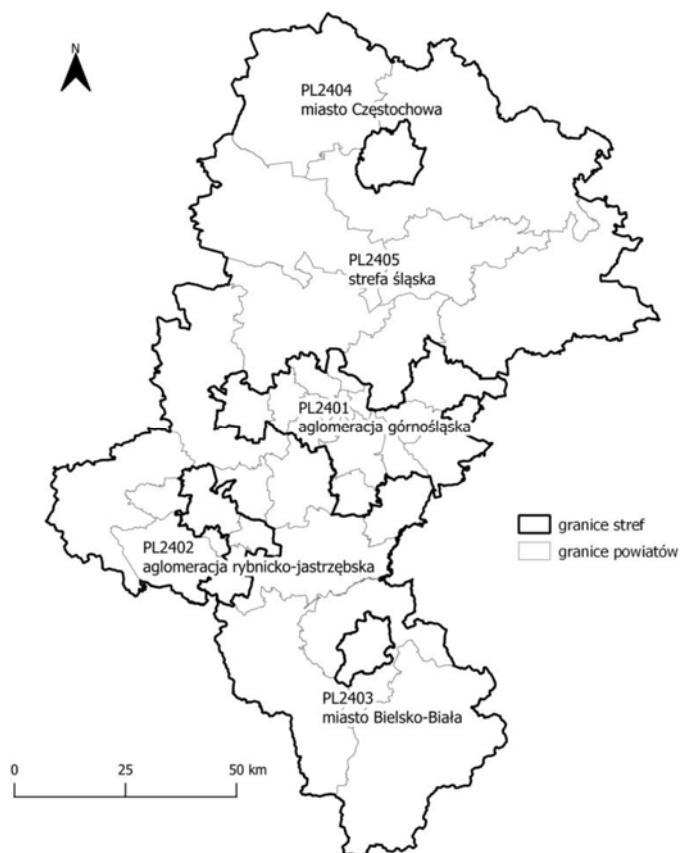 N
PL2404
miasto Częstochowa
PL2405
strefa śląska
PL2401
aglomeracja górnośląska
granice stref
granice powiatów
PL2402
aglomeracja rybnicko-jastrzębska
PL2403
miasto Bielsko-Biała
0 25 50 km